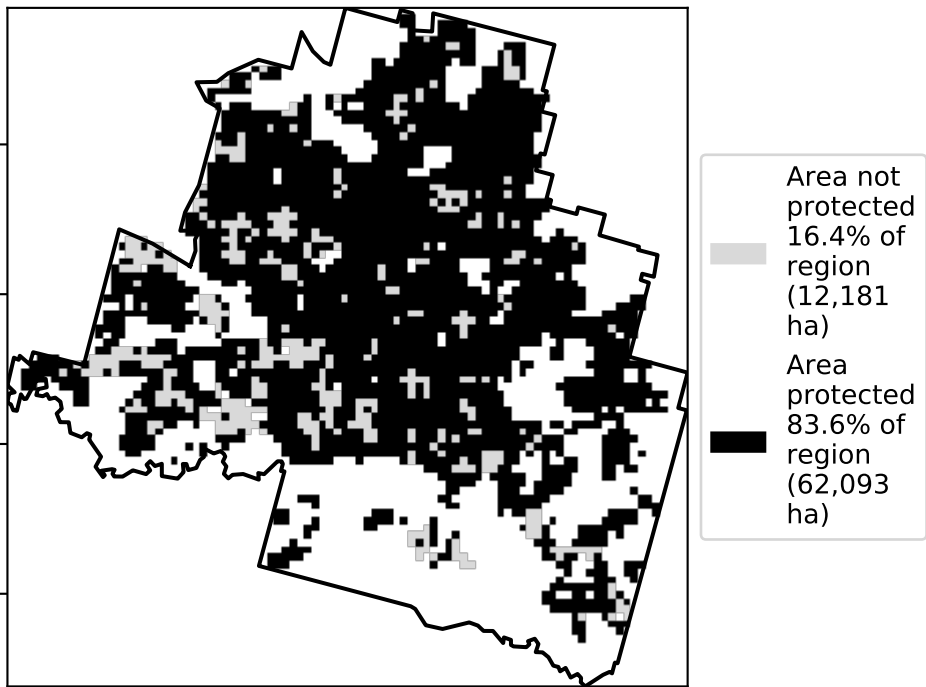 Area not
protected
16.4% of
region
(12,181
ha)
Area
protected
83.6% of
region
(62,093
ha)